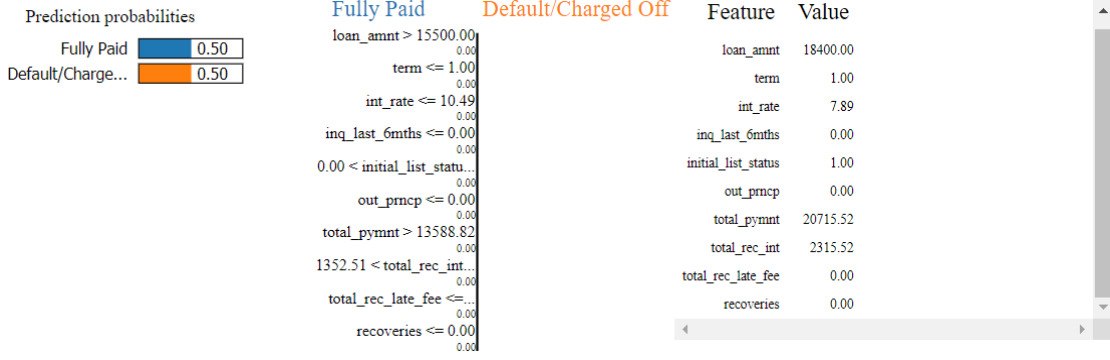 Prediction probabilities
Fully Paid 0.50
Default/Charge... 0.50
Fully Paid Default/Charged Off
loan_amnt > 15500.00
0.00
term <= 1.00
0.00
int_rate <= 10.49
0.00
inq_last_6mths <= 0.00
0.00
0.00 < initial_list_statu...
0.00
out_prncp <= 0.00
0.00
total_pymnt > 13588.82
0.00
1352.51 < total_rec_int...
0.00
total_rec_late_fee <=...
0.00
recoveries <= 0.00
0.00
Feature Value
loan_amnt 18400.00
term 1.00
int_rate 7.89
inq_last_6mths 0.00
initial_list_status 1.00
out_prncp 0.00
total_pymnt 20715.52
total_rec_int 2315.52
total_rec_late_fee 0.00
recoveries 0.00